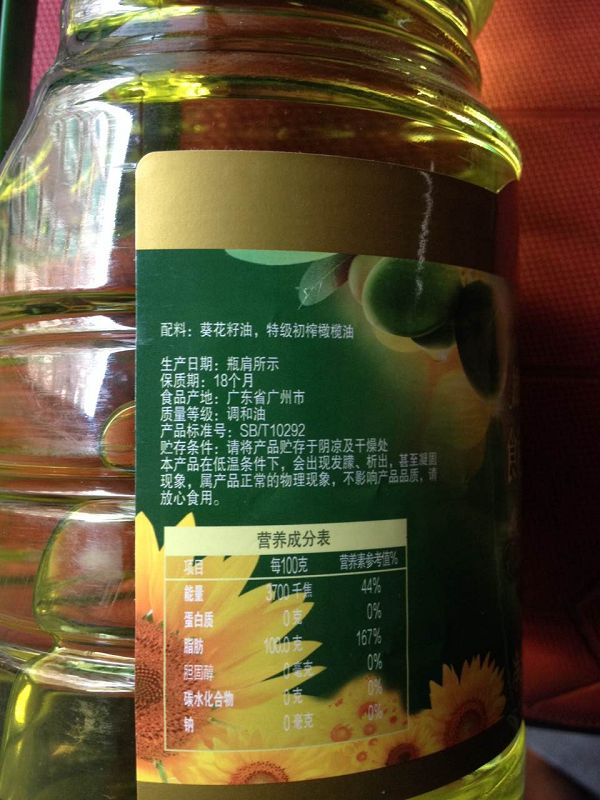 配料：葵花籽油，特级初榨橄榄油
生产日期：瓶肩所示
保质期：18个月
食品产地：广东省广州市
质量等级：调和油
产品标准号：SB/T10292
贮存条件：请将产品贮存于阴凉及干燥处
本产品在低温条件下，会出现发朦、析出，甚至凝固
现象，属产品正常的物理现象，不影响产品品质，请
放心食用。
营养成分表
项目 每100克 营养素参考值%
能量 3700 千焦 44%
蛋白质 0 克 0%
脂肪 100.0 克 167%
胆固醇 0 毫克 0%
碳水化合物 0 克 0%
钠 0 毫克 0%